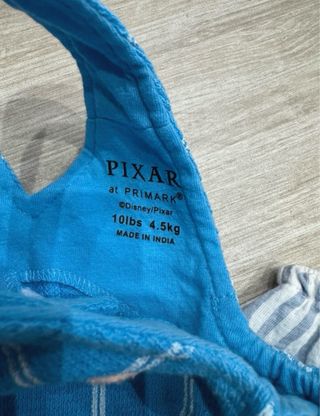 PIXAR
at PRIMARK®
©Disney/Pixar
10lbs 4.5kg
MADE IN INDIA